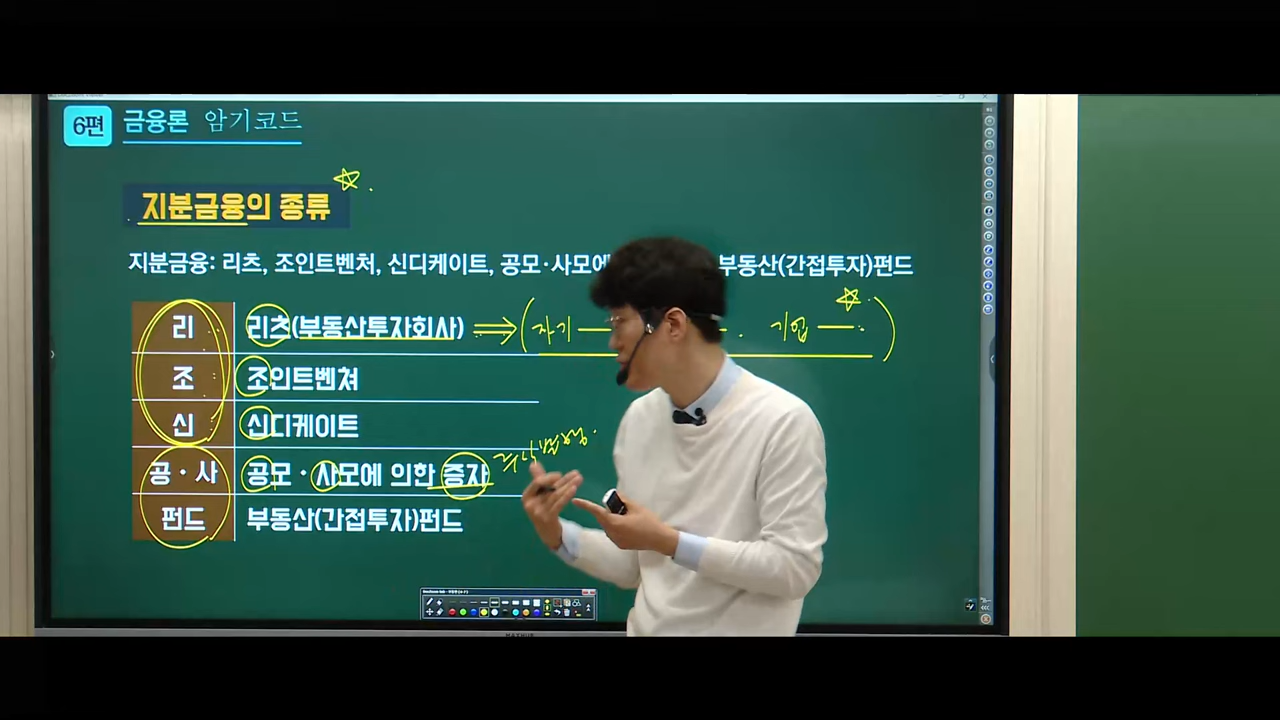 6편 금융론 암기코드
지분금융의 종류
지분금융: 리츠, 조인트벤처, 신디케이트, 공모·사모에 부동산(간접투자)펀드
리 리츠(부동산투자회사) ⇒ ( 자기 . 기업 )
조 조인트벤쳐
신 신디케이트
공·사 공모·사모에 의한 증자
펀드 부동산(간접투자)펀드